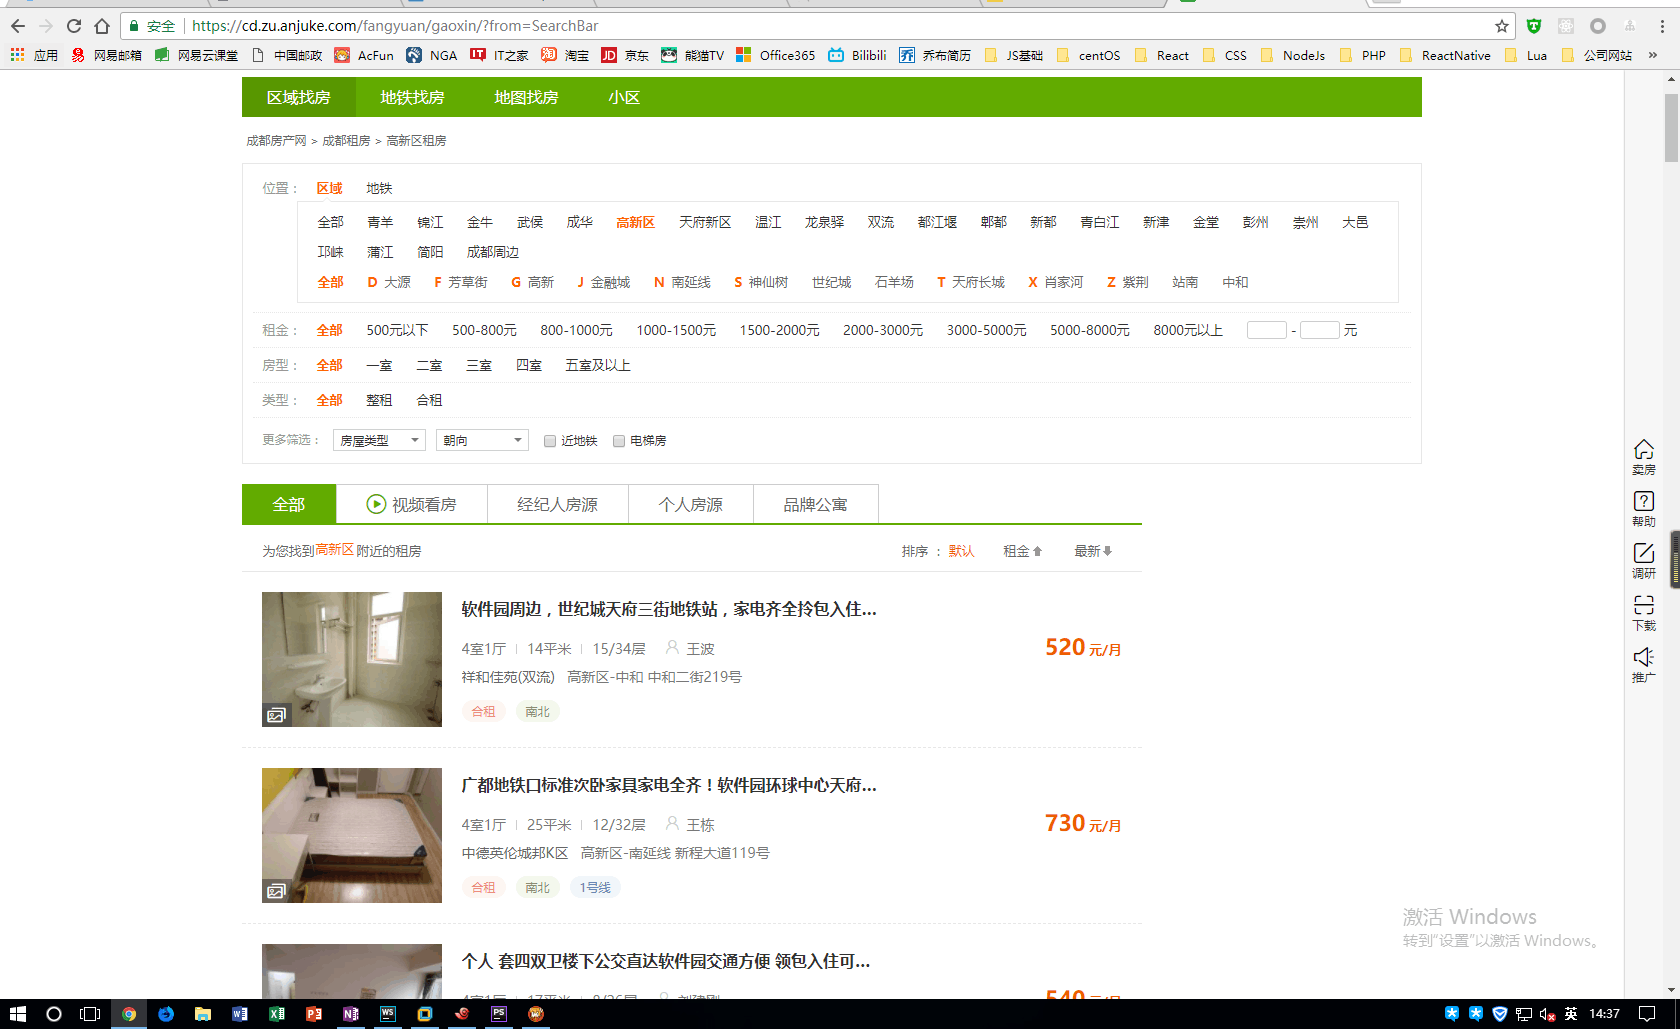 安全 https://cd.zu.anjuke.com/fangyuan/gaoxin/?from=SearchBar
应用 网易邮箱 网易云课堂 中国邮政 AcFun NGA IT之家 淘宝 京东 熊猫TV Office365 Bilibili 乔布简历 JS基础 centOS React CSS NodeJs PHP ReactNative Lua 公司网站 »
区域找房 地铁找房 地图找房 小区
成都房产网 > 成都租房 > 高新区租房
位置： 区域 地铁
全部 青羊 锦江 金牛 武侯 成华 高新区 天府新区 温江 龙泉驿 双流 都江堰 郫都 新都 青白江 新津 金堂 彭州 崇州 大邑
邛崃 蒲江 简阳 成都周边
全部 D 大源 F 芳草街 G 高新 J 金融城 N 南延线 S 神仙树 世纪城 石羊场 T 天府长城 X 肖家河 Z 紫荆 站南 中和
租金： 全部 500元以下 500-800元 800-1000元 1000-1500元 1500-2000元 2000-3000元 3000-5000元 5000-8000元 8000元以上 - 元
房型： 全部 一室 二室 三室 四室 五室及以上
类型： 全部 整租 合租
更多筛选： 房屋类型 朝向 近地铁 电梯房
全部 视频看房 经纪人房源 个人房源 品牌公寓
为您找到高新区附近的租房 排序 ： 默认 租金 最新
软件园周边，世纪城天府三街地铁站，家电齐全拎包入住...
4室1厅 14平米 15/34层 王波
520 元/月
祥和佳苑(双流) 高新区-中和 中和二街219号
合租 南北
广都地铁口标准次卧家具家电全齐！软件园环球中心天府...
4室1厅 25平米 12/32层 王栋
730 元/月
中德英伦城邦K区 高新区-南延线 新程大道119号
合租 南北 1号线
个人 套四双卫楼下公交直达软件园交通方便 领包入住可...
4室1厅 17平米 8/26层
540 元/月
卖房
帮助
调研
下载
推广
激活 Windows
转到"设置"以激活 Windows。
英 14:37